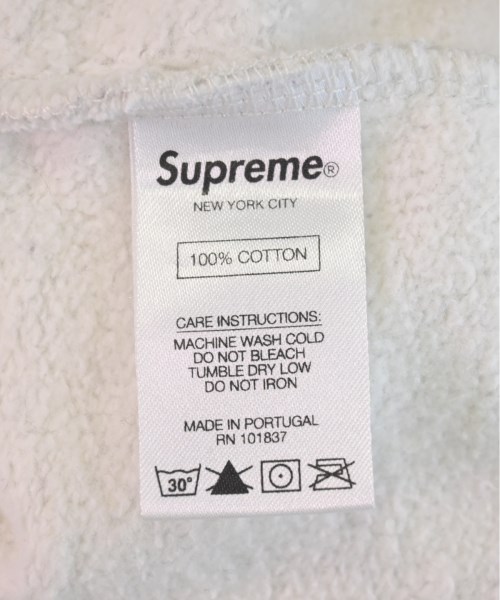 Supreme®
NEW YORK CITY
100% COTTON
CARE INSTRUCTIONS:
MACHINE WASH COLD
DO NOT BLEACH
TUMBLE DRY LOW
DO NOT IRON
MADE IN PORTUGAL
RN 101837
30°